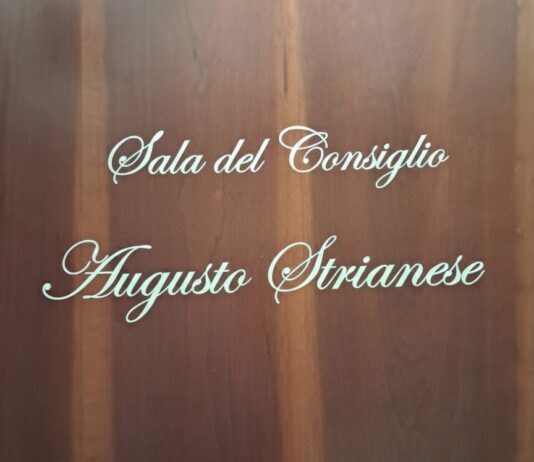 Sala del Consiglio
Augusto Strianese